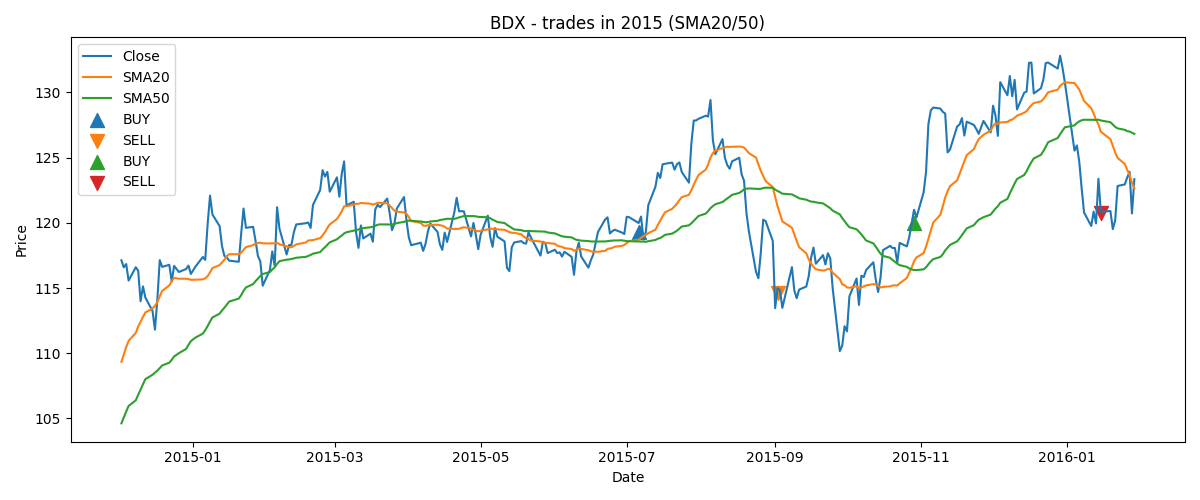 BDX - trades in 2015 (SMA20/50)
Close
SMA20
SMA50
BUY
SELL
BUY
SELL
Price
130
125
120
115
110
105
2015-01
2015-03
2015-05
2015-07
2015-09
2015-11
2016-01
Date